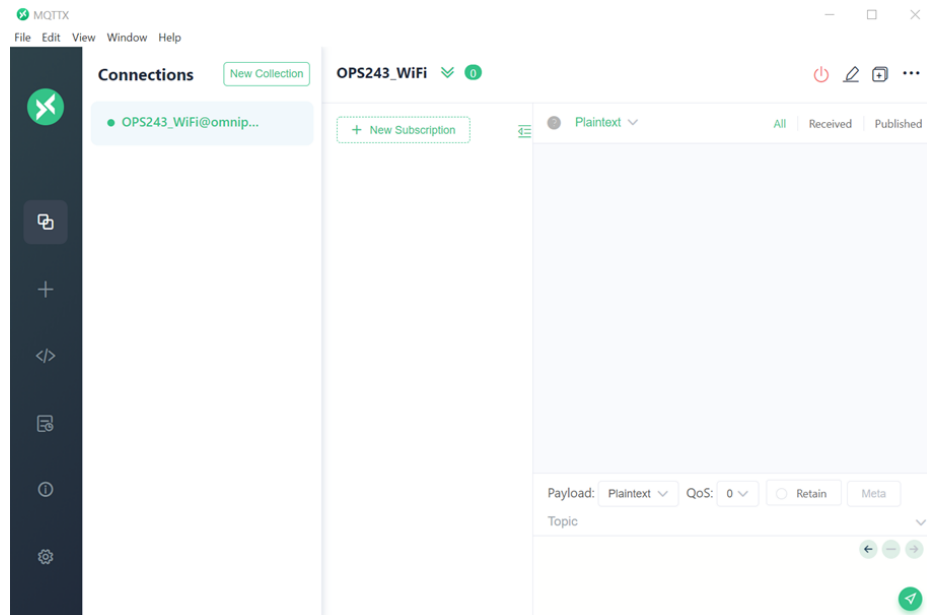 MQTTX
File Edit View Window Help
Connections
New Collection
OPS243_WiFi@omnip...
OPS243_WiFi 0
+ New Subscription
Plaintext
All Received Published
Payload: Plaintext QoS: 0 Retain Meta
Topic